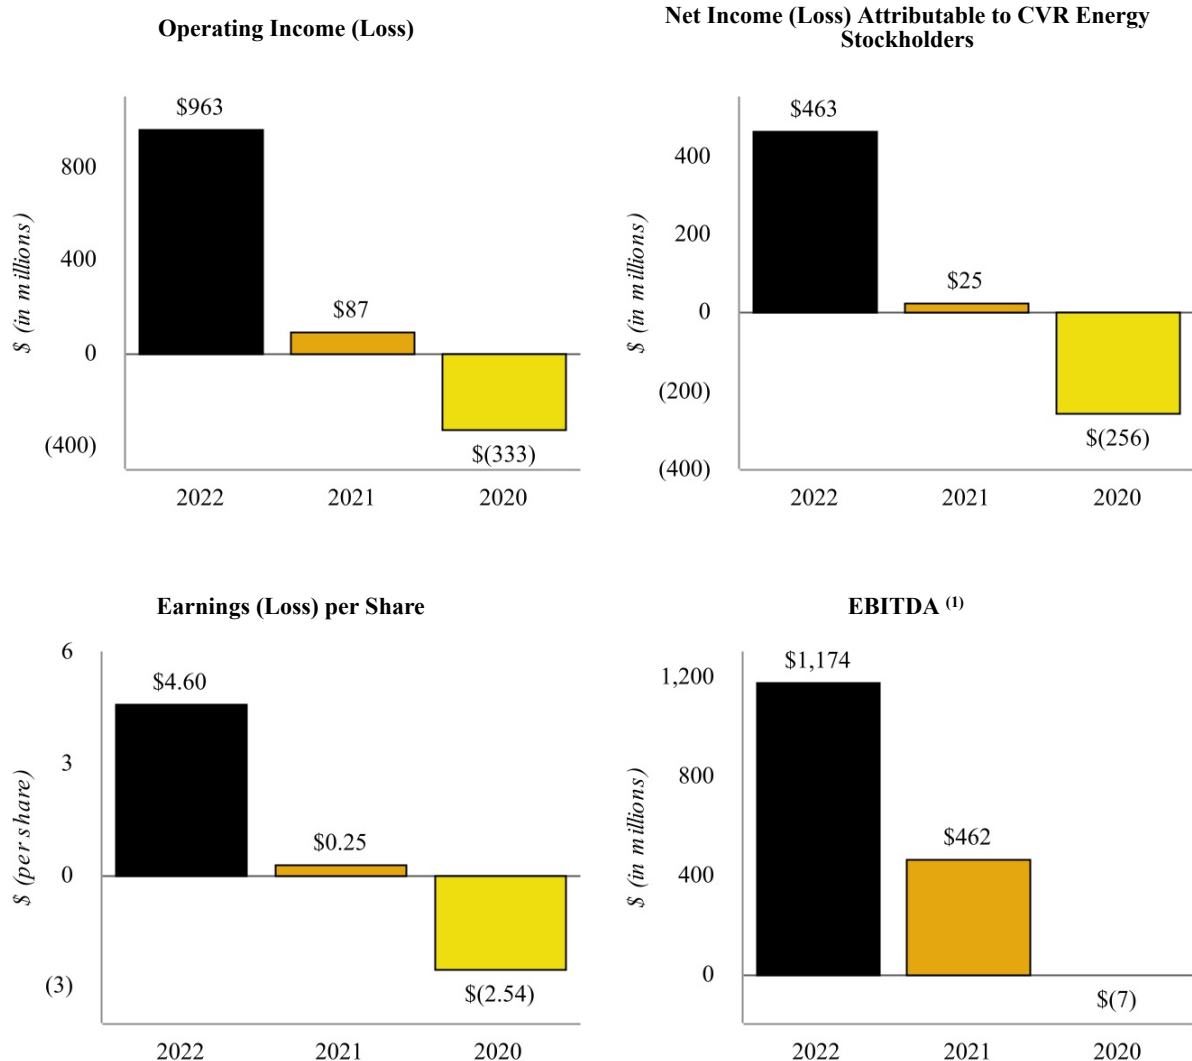 Operating Income (Loss)
$ (in millions)
800
400
0
(400)
$963
$87
$(333)
2022 2021 2020
Net Income (Loss) Attributable to CVR Energy
Stockholders
$ (in millions)
400
200
0
(200)
(400)
$463
$25
$(256)
2022 2021 2020
Earnings (Loss) per Share
$ (per share)
6
3
0
(3)
$4.60
$0.25
$(2.54)
2022 2021 2020
EBITDA (1)
$ (in millions)
1,200
800
400
0
$1,174
$462
$(7)
2022 2021 2020